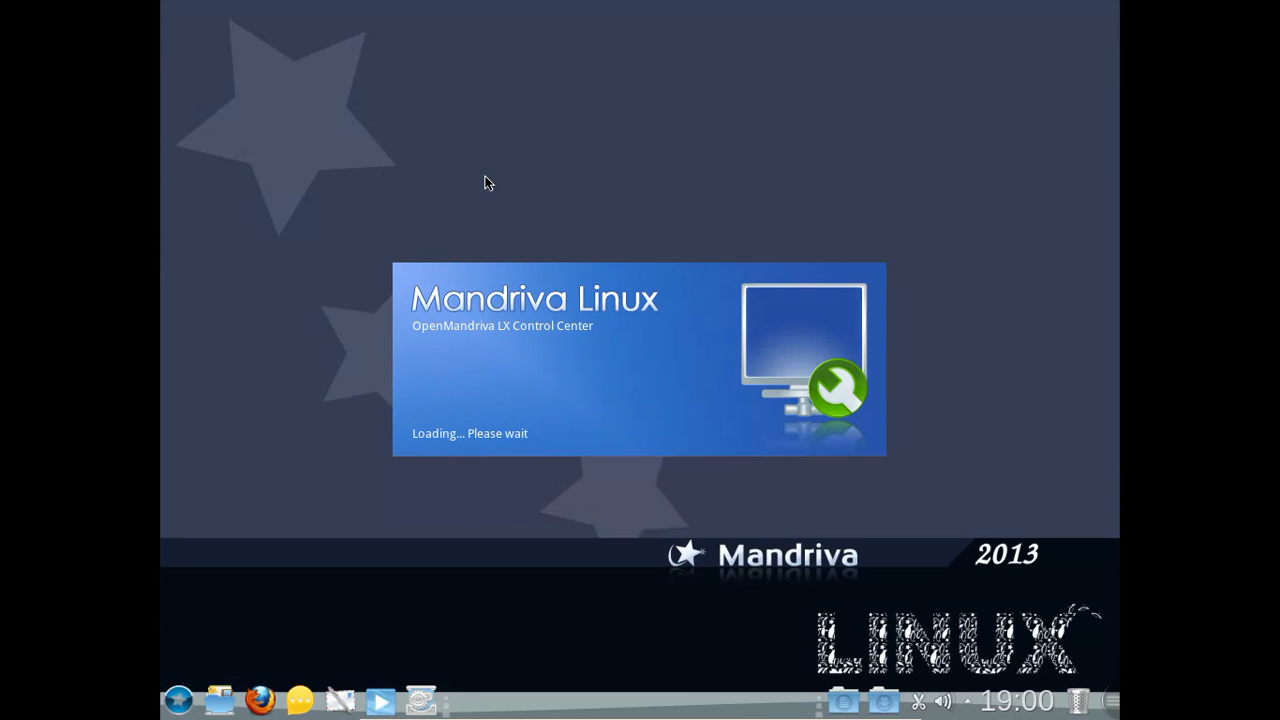 Mandriva Linux
OpenMandriva LX Control Center
Loading... Please wait
Mandriva
2013
LINUX
19:00